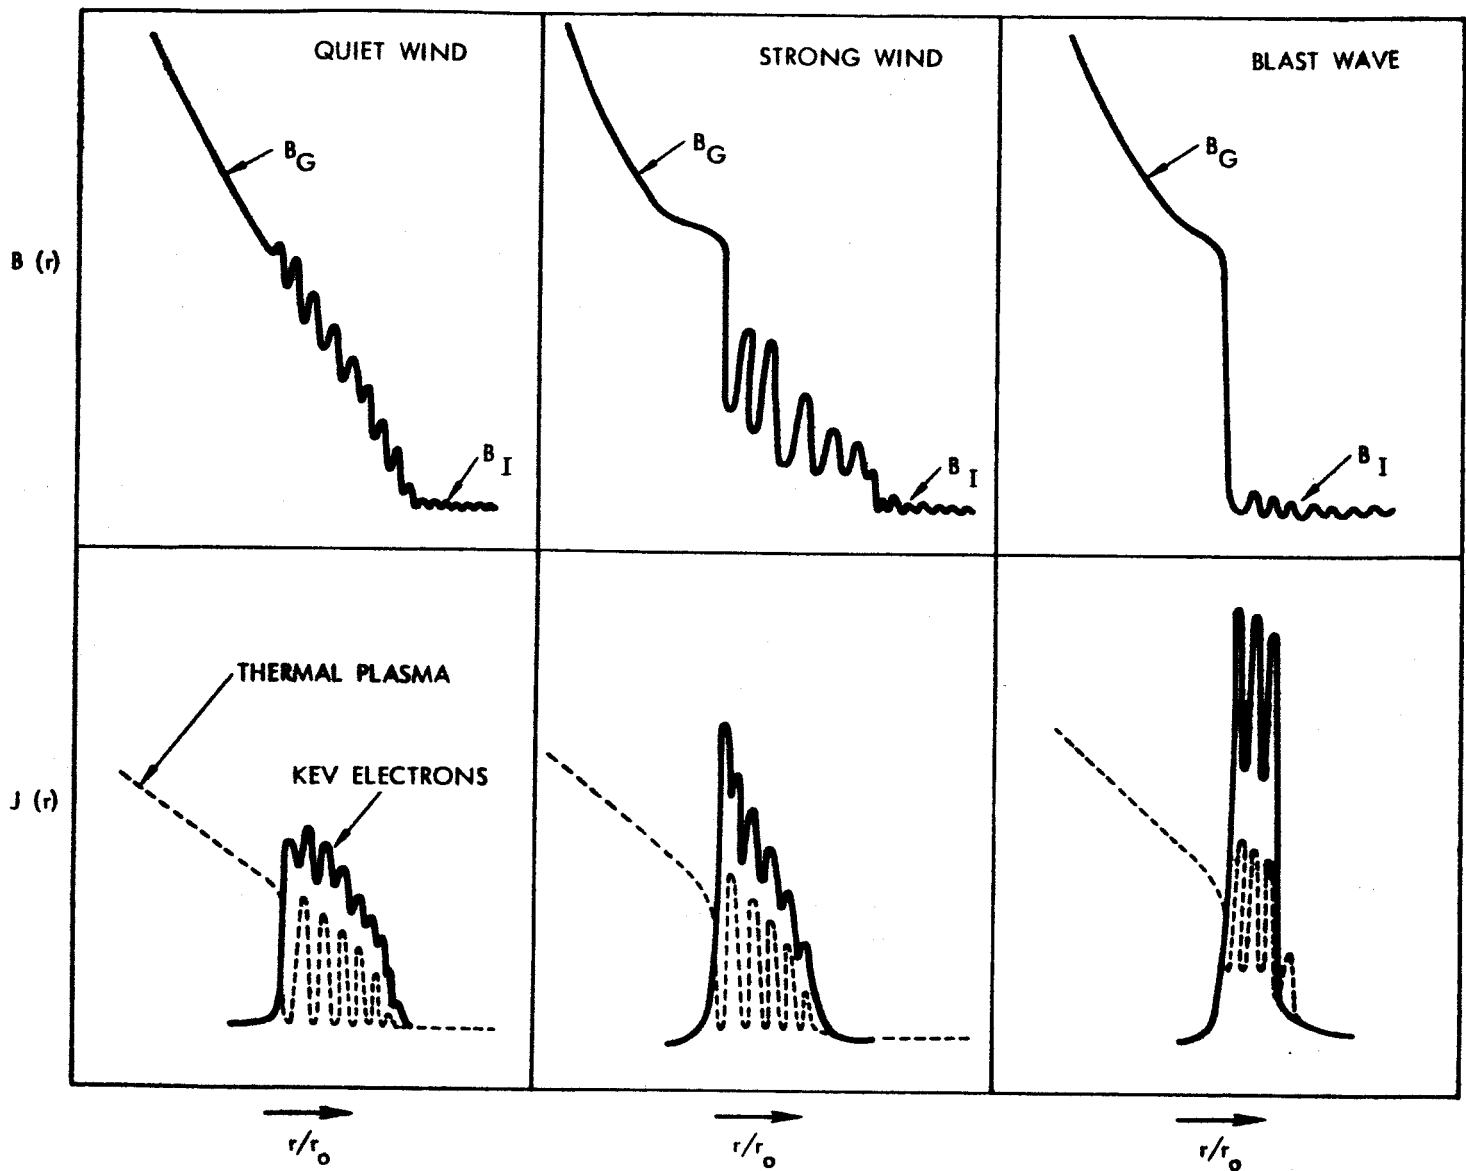 QUIET WIND
STRONG WIND
BLAST WAVE
B_G
B_G
B_G
B (r)
B_I
B_I
B_I
THERMAL PLASMA
KEV ELECTRONS
J (r)
r/r_o
r/r_o
r/r_o